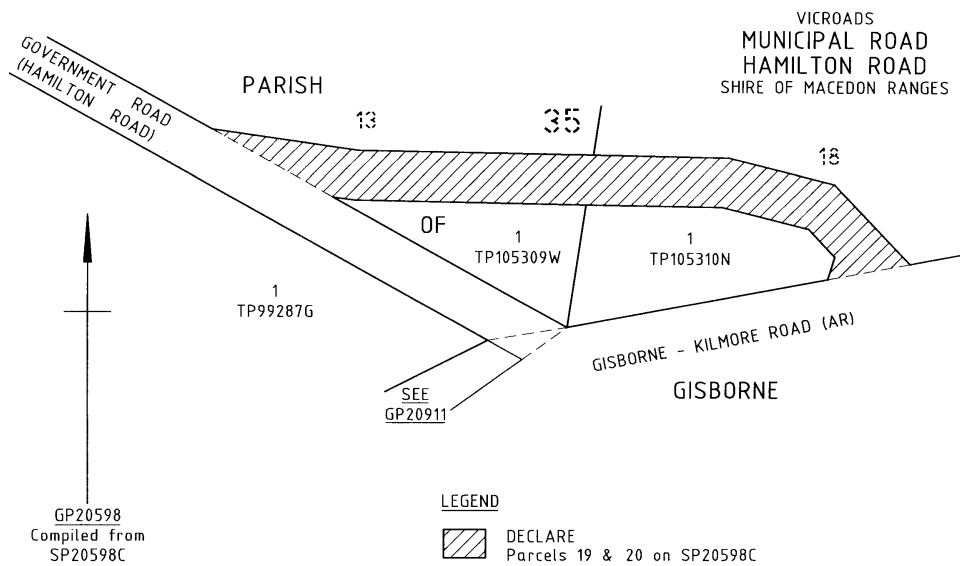 VICROADS
MUNICIPAL ROAD
HAMILTON ROAD
SHIRE OF MACEDON RANGES
GOVERNMENT ROAD
(HAMILTON ROAD)
PARISH
13
35
18
OF
1
TP105309W
1
TP105310N
1
TP99287G
GISBORNE - KILMORE ROAD (AR)
GISBORNE
SEE
GP20911
GP20598
Compiled from
SP20598C
LEGEND
DECLARE
Parcels 19 & 20 on SP20598C